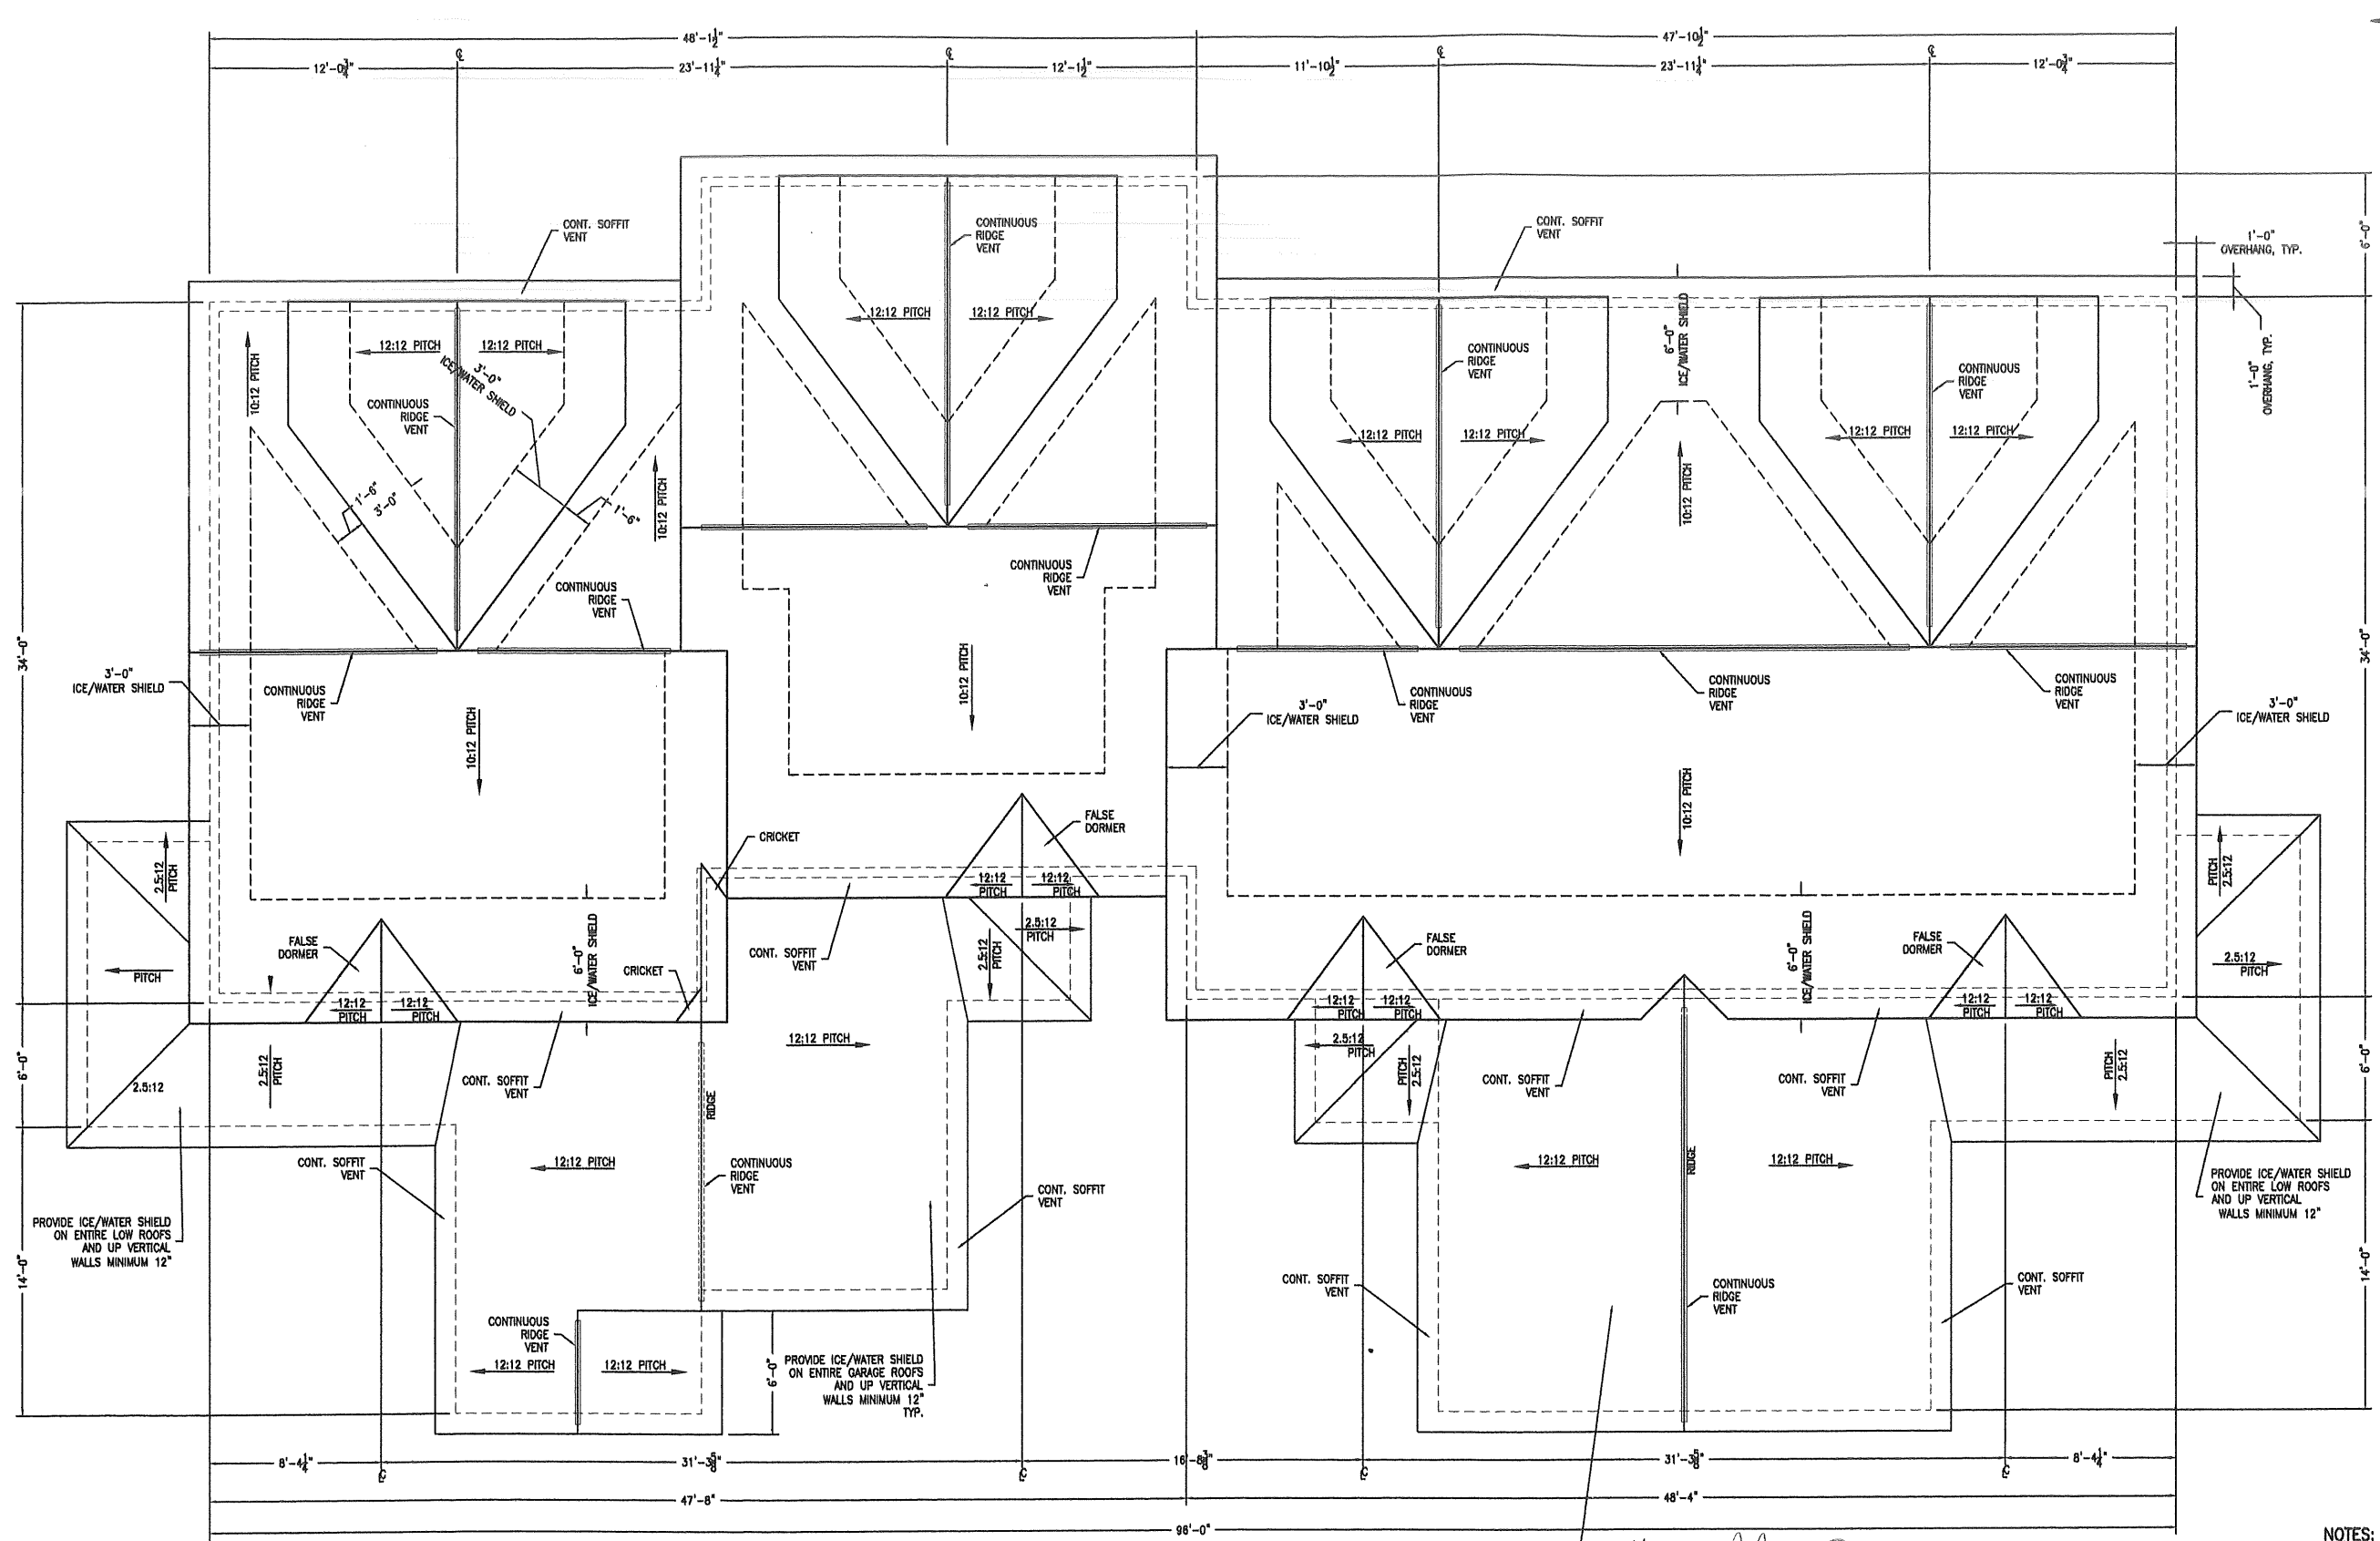 48'-1½"
47'-10½"
12'-0¾"
23'-11¼"
12'-1½"
11'-10½"
23'-11¼"
12'-0¾"
CONT. SOFFIT
VENT
CONTINUOUS
RIDGE
VENT
CONT. SOFFIT
VENT
1'-0"
OVERHANG, TYP.
6'-0"
1'-0"
OVERHANG, TYP.
12:12 PITCH
12:12 PITCH
12:12 PITCH
12:12 PITCH
10:12 PITCH
3'-0"
ICE/WATER SHIELD
CONTINUOUS
RIDGE
VENT
6'-0"
ICE/WATER SHIELD
CONTINUOUS
RIDGE
VENT
CONTINUOUS
RIDGE
VENT
12:12 PITCH
12:12 PITCH
12:12 PITCH
12:12 PITCH
1'-6"
3'-0"
1'-6"
10:12 PITCH
10:12 PITCH
CONTINUOUS
RIDGE
VENT
CONTINUOUS
RIDGE
VENT
34'-0"
34'-0"
3'-0"
ICE/WATER SHIELD
CONTINUOUS
RIDGE
VENT
10:12 PITCH
10:12 PITCH
3'-0"
ICE/WATER SHIELD
CONTINUOUS
RIDGE
VENT
CONTINUOUS
RIDGE
VENT
CONTINUOUS
RIDGE
VENT
3'-0"
ICE/WATER SHIELD
10:12 PITCH
CRICKET
FALSE
DORMER
2.5:12
PITCH
12:12
PITCH
12:12
PITCH
PITCH
2.5:12
FALSE
DORMER
PITCH
6'-0"
ICE/WATER SHIELD
CRICKET
CONT. SOFFIT
VENT
2.5:12
PITCH
2.5:12
PITCH
FALSE
DORMER
6'-0"
ICE/WATER SHIELD
FALSE
DORMER
2.5:12
PITCH
12:12
PITCH
12:12
PITCH
12:12
PITCH
12:12
PITCH
12:12
PITCH
12:12
PITCH
6'-0"
2.5:12
2.5:12
PITCH
CONT. SOFFIT
VENT
RIDGE
12:12 PITCH
2.5:12
PITCH
PITCH
2.5:12
CONT. SOFFIT
VENT
CONT. SOFFIT
VENT
PITCH
2.5:12
6'-0"
CONT. SOFFIT
VENT
12:12 PITCH
CONTINUOUS
RIDGE
VENT
CONT. SOFFIT
VENT
12:12 PITCH
RIDGE
12:12 PITCH
PROVIDE ICE/WATER SHIELD
ON ENTIRE LOW ROOFS
AND UP VERTICAL
WALLS MINIMUM 12"
PROVIDE ICE/WATER SHIELD
ON ENTIRE LOW ROOFS
AND UP VERTICAL
WALLS MINIMUM 12"
14'-0"
CONT. SOFFIT
VENT
CONTINUOUS
RIDGE
VENT
CONT. SOFFIT
VENT
14'-0"
CONTINUOUS
RIDGE
VENT
12:12 PITCH
12:12 PITCH
6'-0"
PROVIDE ICE/WATER SHIELD
ON ENTIRE GARAGE ROOFS
AND UP VERTICAL
WALLS MINIMUM 12"
TYP.
8'-4¼"
31'-3⅝"
16'-8⅜"
31'-3⅝"
8'-4¼"
47'-8"
48'-4"
96'-0"
NOTES: